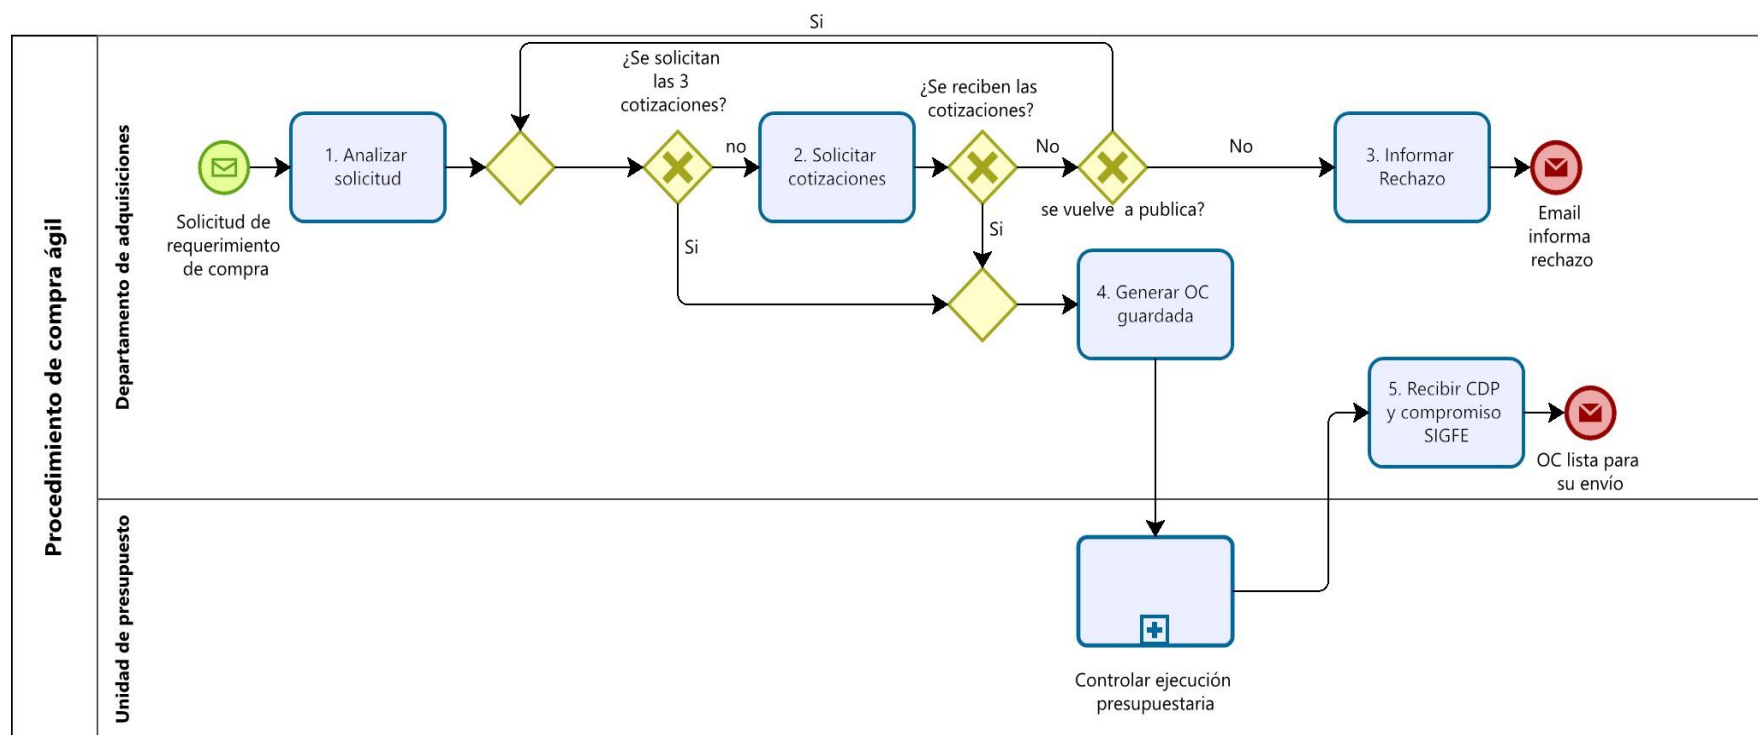 Procedimiento de compra ágil
Departamento de adquisiciones
Si
¿Se solicitan
las 3
cotizaciones?
¿Se reciben las
cotizaciones?
Solicitud de
requerimiento
de compra
1. Analizar
solicitud
no
2. Solicitar
cotizaciones
No
se vuelve a publica?
No
3. Informar
Rechazo
Email
informa
rechazo
Si
Si
4. Generar OC
guardada
5. Recibir CDP
y compromiso
SIGFE
OC lista para
su envío
Unidad de presupuesto
Controlar ejecución
presupuestaria